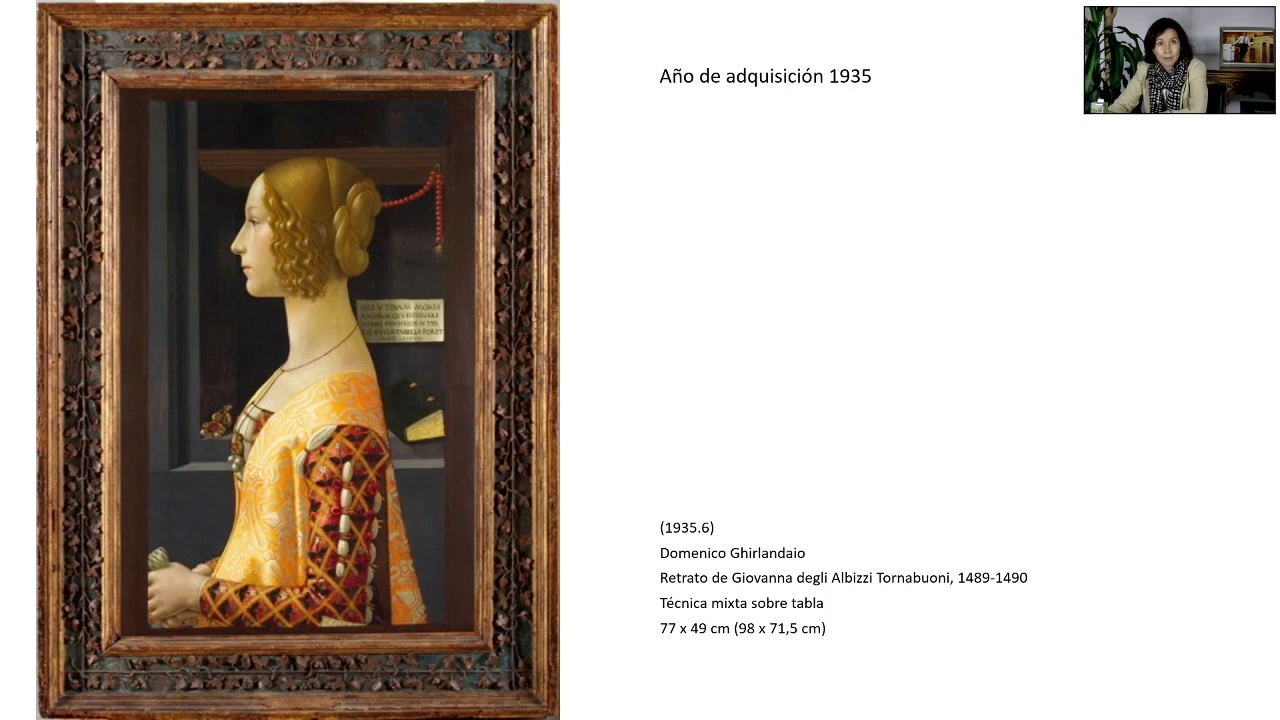 Año de adquisición 1935
(1935.6)
Domenico Ghirlandaio
Retrato de Giovanna degli Albizzi Tornabuoni, 1489-1490
Técnica mixta sobre tabla
77 x 49 cm (98 x 71,5 cm)